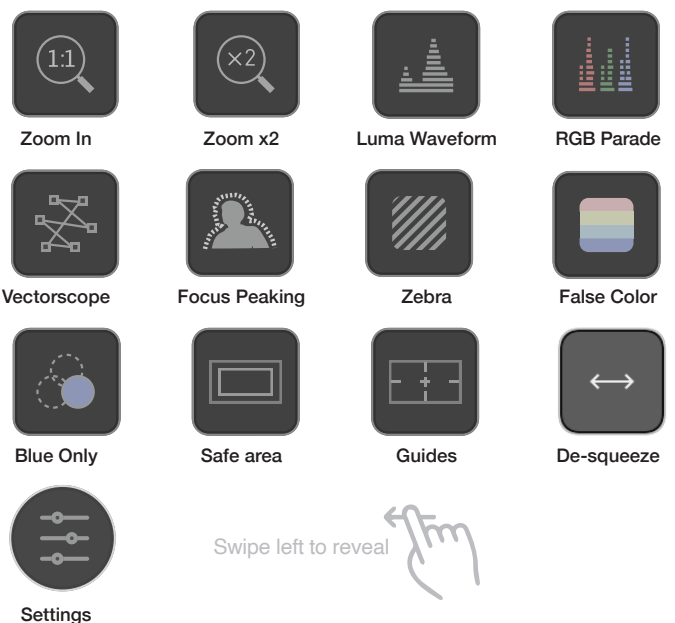 1:1
×2
Zoom In
Zoom x2
Luma Waveform
RGB Parade
Vectorscope
Focus Peaking
Zebra
False Color
Blue Only
Safe area
Guides
De-squeeze
Swipe left to reveal
Settings